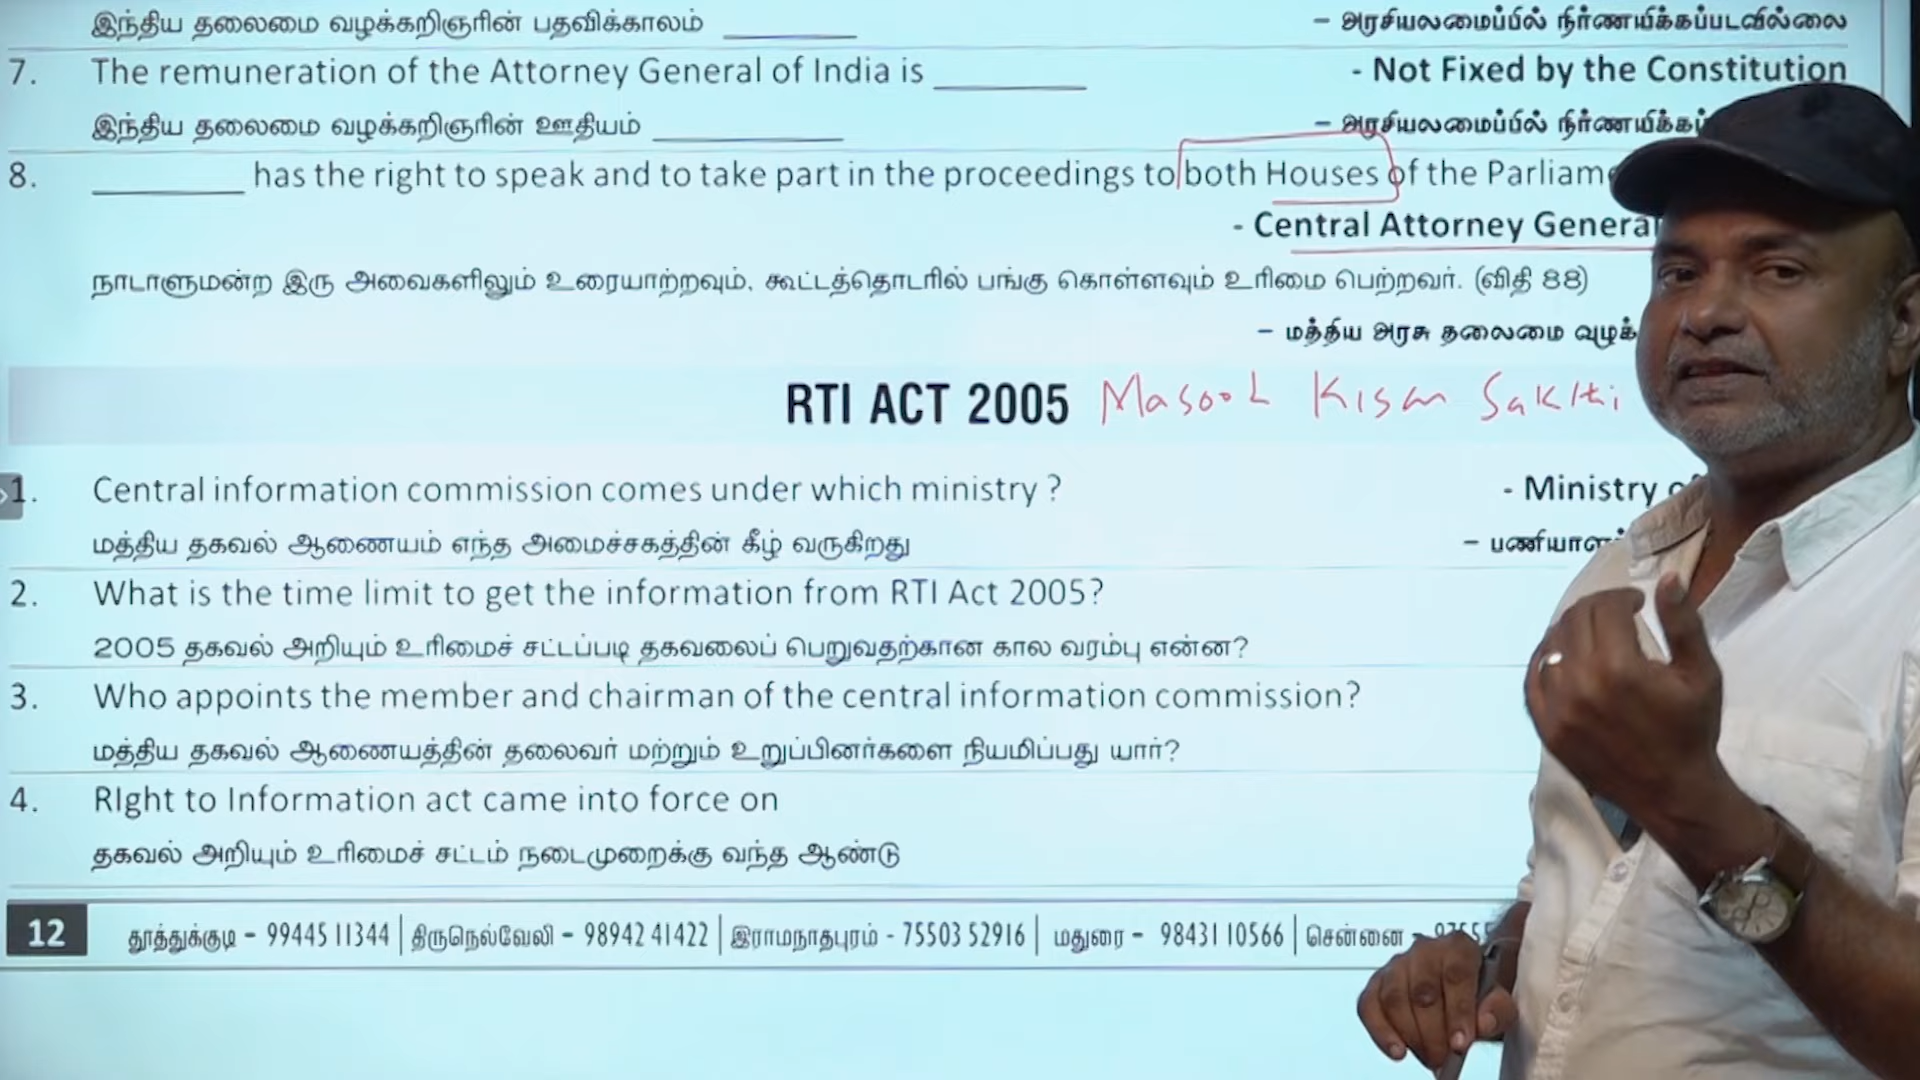 இந்திய தலைமை வழக்கறிஞரின் பதவிக்காலம் ________ – அரசியலமைப்பில் நிர்ணயிக்கப்படவில்லை
7. The remuneration of the Attorney General of India is ________ - Not Fixed by the Constitution
இந்திய தலைமை வழக்கறிஞரின் ஊதியம் ________ – அரசியலமைப்பில்
8. ________ has the right to speak and to take part in the proceedings to both Houses of the
- Central Attorney General
நாடாளுமன்ற இரு அவைகளிலும் உரையாற்றவும், கூட்டத்தொடரில் பங்கு கொள்ளவும் உரிமை பெற்றவர். (விதி 88)
– மத்திய அரசு தலைமை
RTI ACT 2005 Masool Kisan Sakthi
1. Central information commission comes under which ministry ? - Ministry
மத்திய தகவல் ஆணையம் எந்த அமைச்சகத்தின் கீழ் வருகிறது –
2. What is the time limit to get the information from RTI Act 2005?
2005 தகவல் அறியும் உரிமைச் சட்டப்படி தகவலைப் பெறுவதற்கான கால வரம்பு என்ன?
3. Who appoints the member and chairman of the central information commission?
மத்திய தகவல் ஆணையத்தின் தலைவர் மற்றும் உறுப்பினர்களை நியமிப்பது யார்?
4. RIght to Information act came into force on
தகவல் அறியும் உரிமைச் சட்டம் நடைமுறைக்கு வந்த ஆண்டு
12 தூத்துக்குடி – 99445 11344 | திருநெல்வேலி – 98942 41422 | இராமநாதபுரம் - 75503 52916 | மதுரை – 98431 10566 | சென்னை –